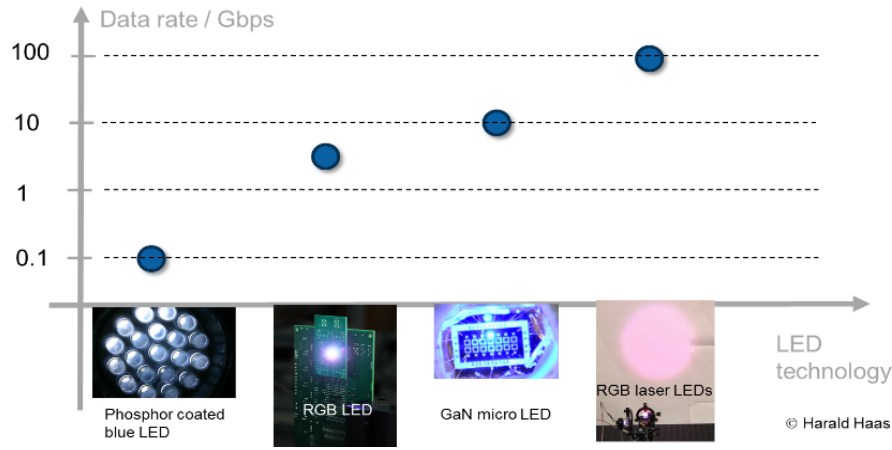 Data rate / Gbps
100
10
1
0.1
Phosphor coated
blue LED
RGB LED
GaN micro LED
RGB laser LEDs
LED
technology
© Harald Haas